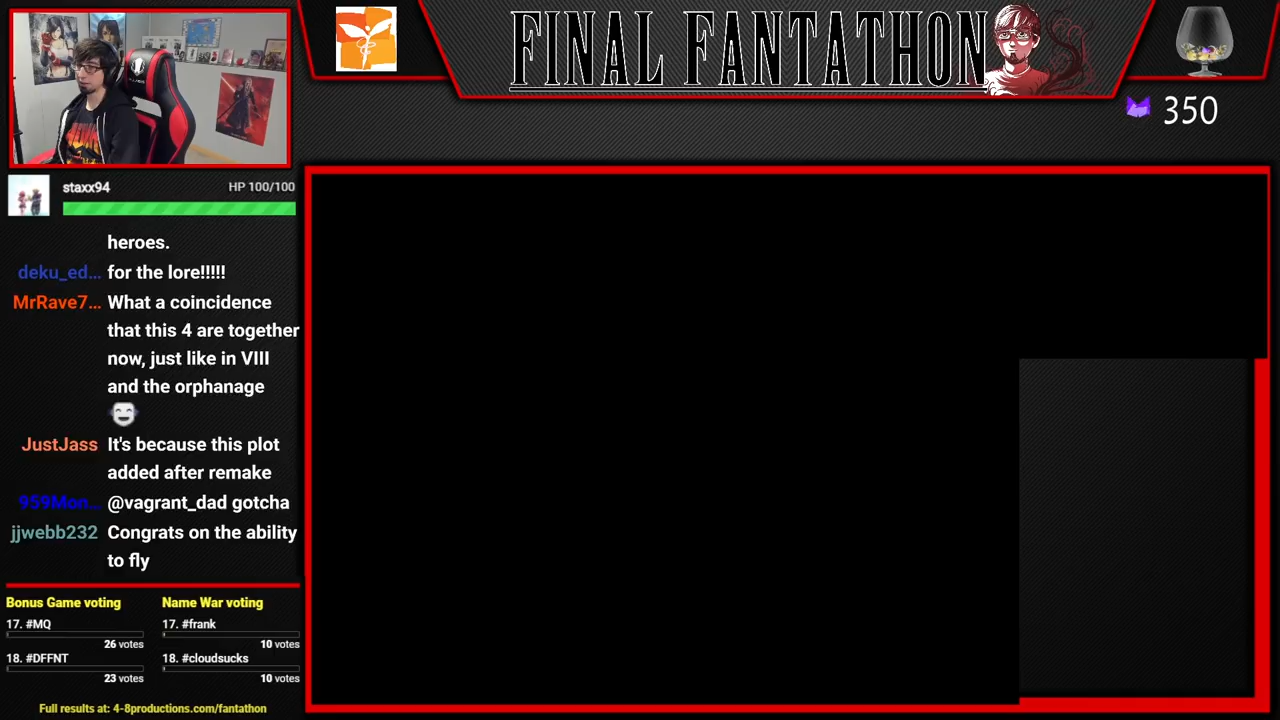 FINAL FANTATHON
350
staxx94 HP 100/100
heroes.
deku_ed... for the lore!!!!!
MrRave7... What a coincidence
that this 4 are together
now, just like in VIII
and the orphanage
JustJass It's because this plot
added after remake
959Mon... @vagrant_dad gotcha
jjwebb232 Congrats on the ability
to fly
Bonus Game voting Name War voting
17. #MQ 17. #frank
26 votes 10 votes
18. #DFFNT 18. #cloudsucks
23 votes 10 votes
Full results at: 4-8productions.com/fantathon